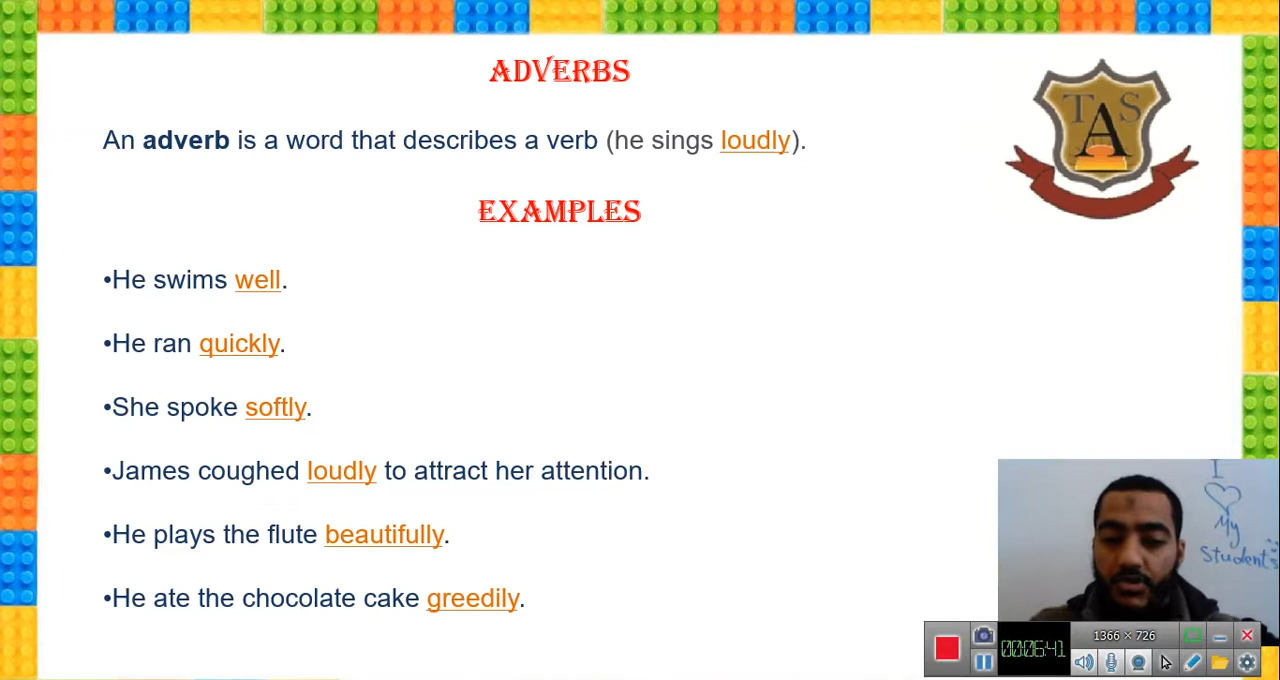 ADVERBS
An adverb is a word that describes a verb (he sings loudly).
EXAMPLES
•He swims well.
•He ran quickly.
•She spoke softly.
•James coughed loudly to attract her attention.
•He plays the flute beautifully.
•He ate the chocolate cake greedily.
TAS
I
My
Students
00:06:41
1366 × 726